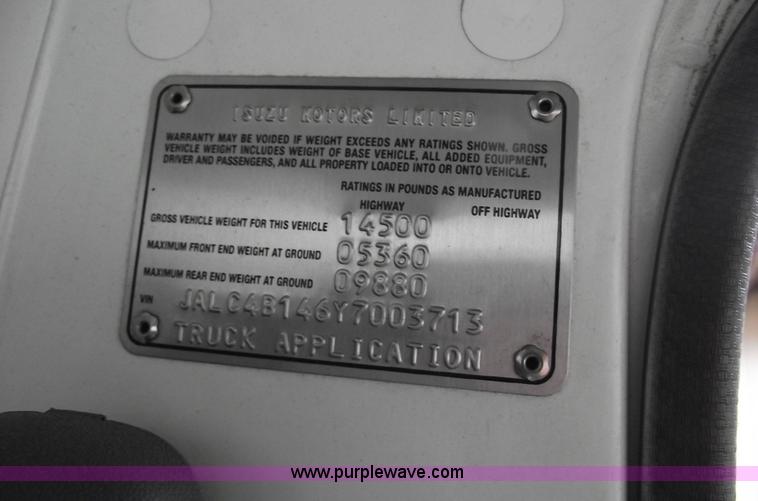 ISUZU MOTORS LIMITED
WARRANTY MAY BE VOIDED IF WEIGHT EXCEEDS ANY RATINGS SHOWN. GROSS
VEHICLE WEIGHT INCLUDES WEIGHT OF BASE VEHICLE, ALL ADDED EQUIPMENT,
DRIVER AND PASSENGERS, AND ALL PROPERTY LOADED INTO OR ONTO VEHICLE.
RATINGS IN POUNDS AS MANUFACTURED
HIGHWAY OFF HIGHWAY
GROSS VEHICLE WEIGHT FOR THIS VEHICLE 14500
MAXIMUM FRONT END WEIGHT AT GROUND 05360
MAXIMUM REAR END WEIGHT AT GROUND 09880
VIN JALC4B146Y7003713
TRUCK APPLICATION
www.purplewave.com